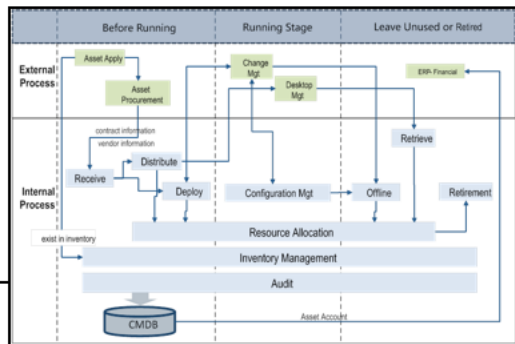 Before Running
Running Stage
Leave Unused or Retired
External
Process
Asset Apply
Asset
Procurement
Change
Mgt
Desktop
Mgt
ERP- Financial
contract information
vendor information
Retrieve
Distribute
Receive
Deploy
Configuration Mgt
Offline
Retirement
Internal
Process
Resource Allocation
exist in inventory
Inventory Management
Audit
CMDB
Asset Account